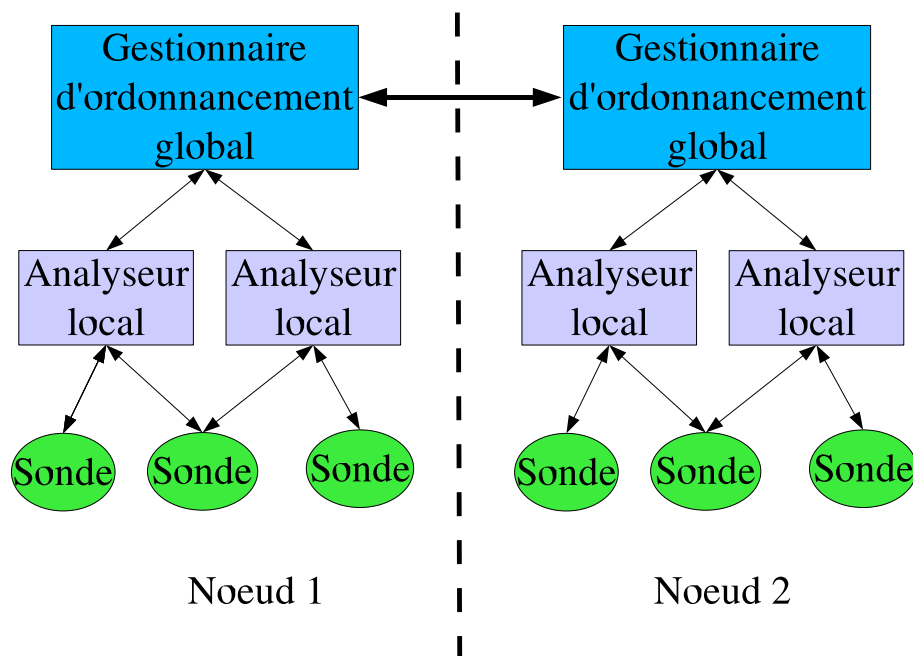 Gestionnaire
d'ordonnancement
global
Gestionnaire
d'ordonnancement
global
Analyseur
local
Analyseur
local
Analyseur
local
Analyseur
local
Sonde
Sonde
Sonde
Sonde
Sonde
Sonde
Noeud 1
Noeud 2